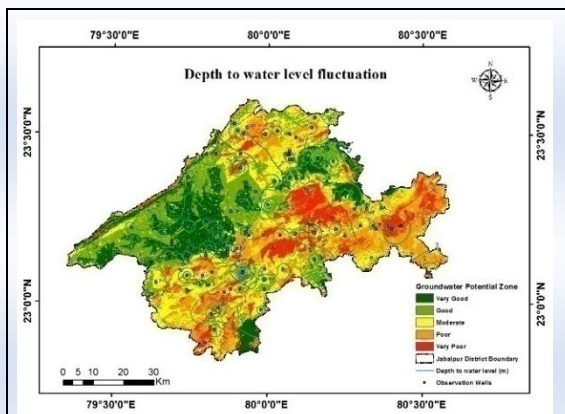 79°30'0"E 80°0'0"E 80°30'0"E
Depth to water level fluctuation
N
W E
S
23°30'0"N 23°30'0"N
23°0'0"N 23°0'0"N
Groundwater Potential Zone
Very Good
Good
Moderate
Poor
Very Poor
Jabalpur District Boundary
Depth to water level (m)
Observation Wells
0 5 10 20 30
Km
79°30'0"E 80°0'0"E 80°30'0"E